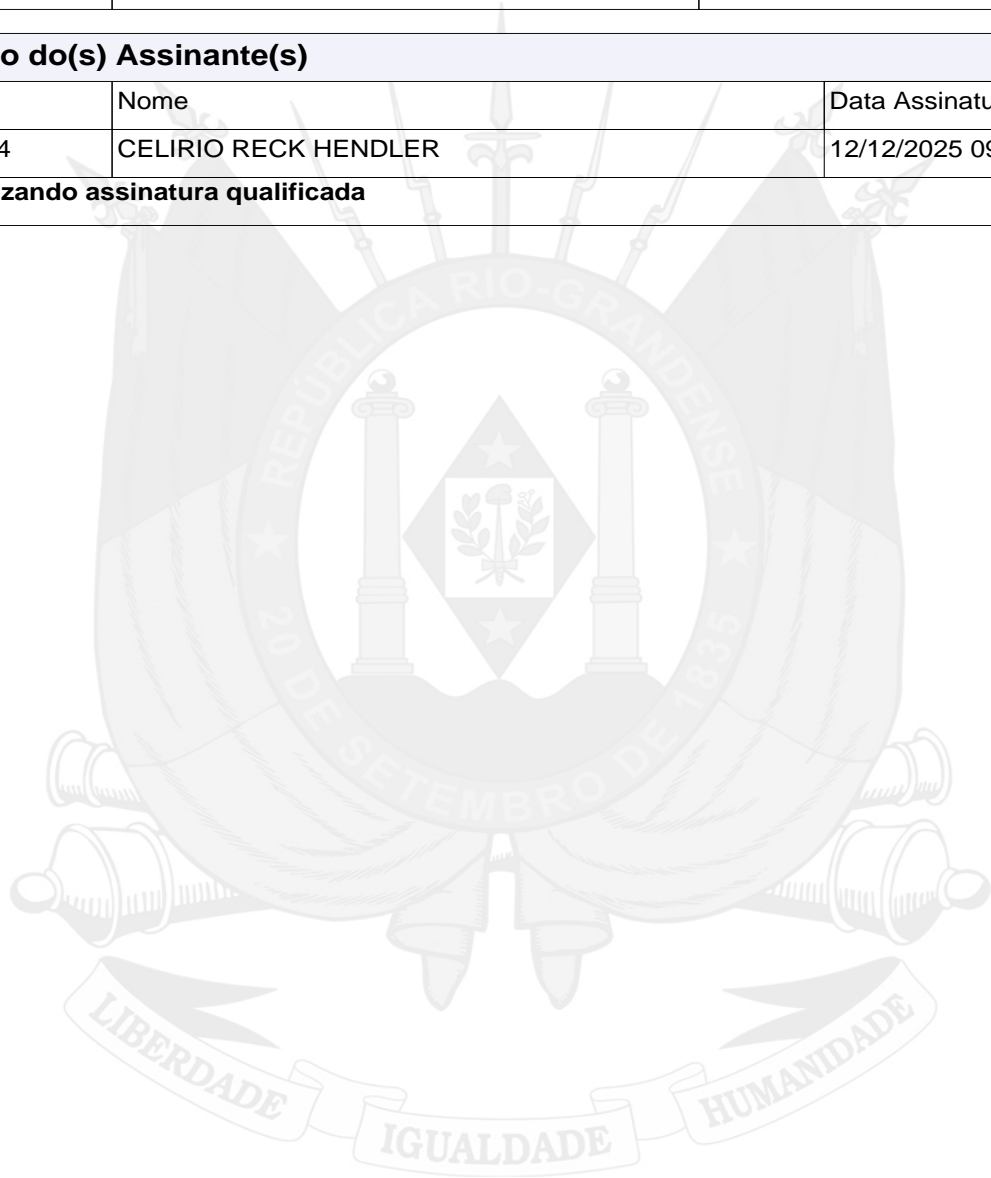 o do(s) Assinante(s)
Nome Data Assinatu
4 CELIRIO RECK HENDLER 12/12/2025 09
zando assinatura qualificada
REPÚBLICA RIO-GRANDENSE
20 DE SETEMBRO DE 1835
LIBERDADE IGUALDADE HUMANIDADE